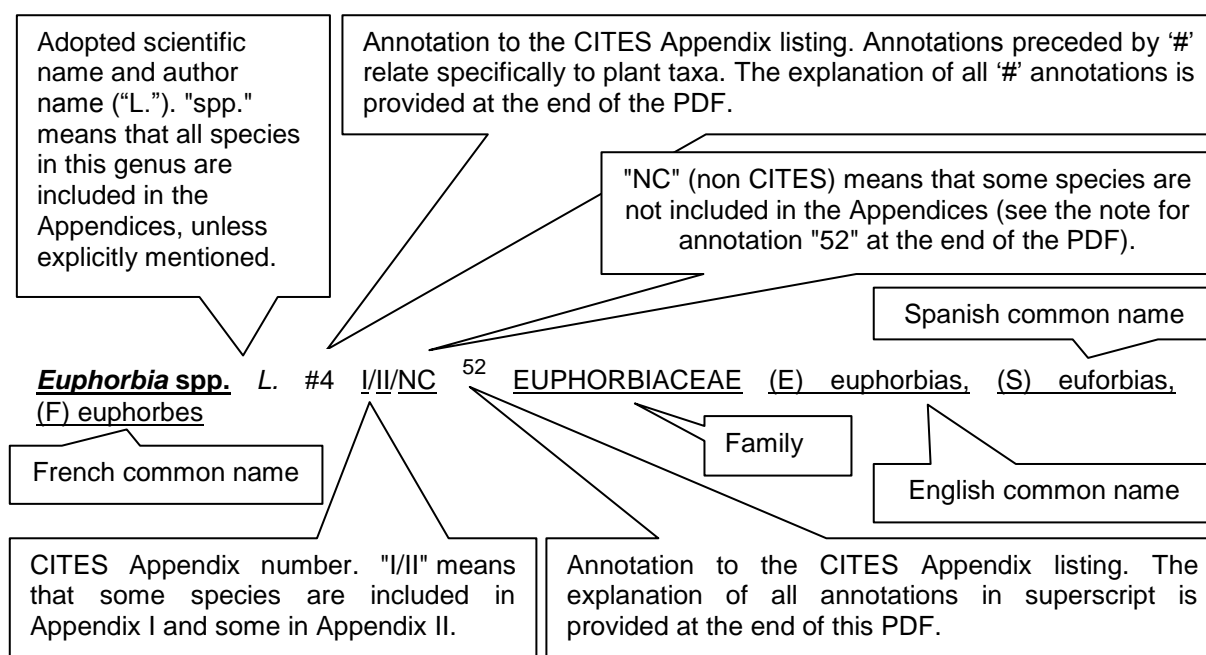 Adopted scientific
name and author
name (“L.”). "spp."
means that all species
in this genus are
included in the
Appendices, unless
explicitly mentioned.
Annotation to the CITES Appendix listing. Annotations preceded by ‘#’
relate specifically to plant taxa. The explanation of all ‘#’ annotations is
provided at the end of the PDF.
"NC" (non CITES) means that some species are
not included in the Appendices (see the note for
annotation "52" at the end of the PDF).
Spanish common name
Euphorbia spp. L. #4 I/II/NC 52 EUPHORBIACEAE (E) euphorbias, (S) euforbias,
(F) euphorbes
French common name
Family
English common name
CITES Appendix number. "I/II" means
that some species are included in
Appendix I and some in Appendix II.
Annotation to the CITES Appendix listing. The
explanation of all annotations in superscript is
provided at the end of this PDF.